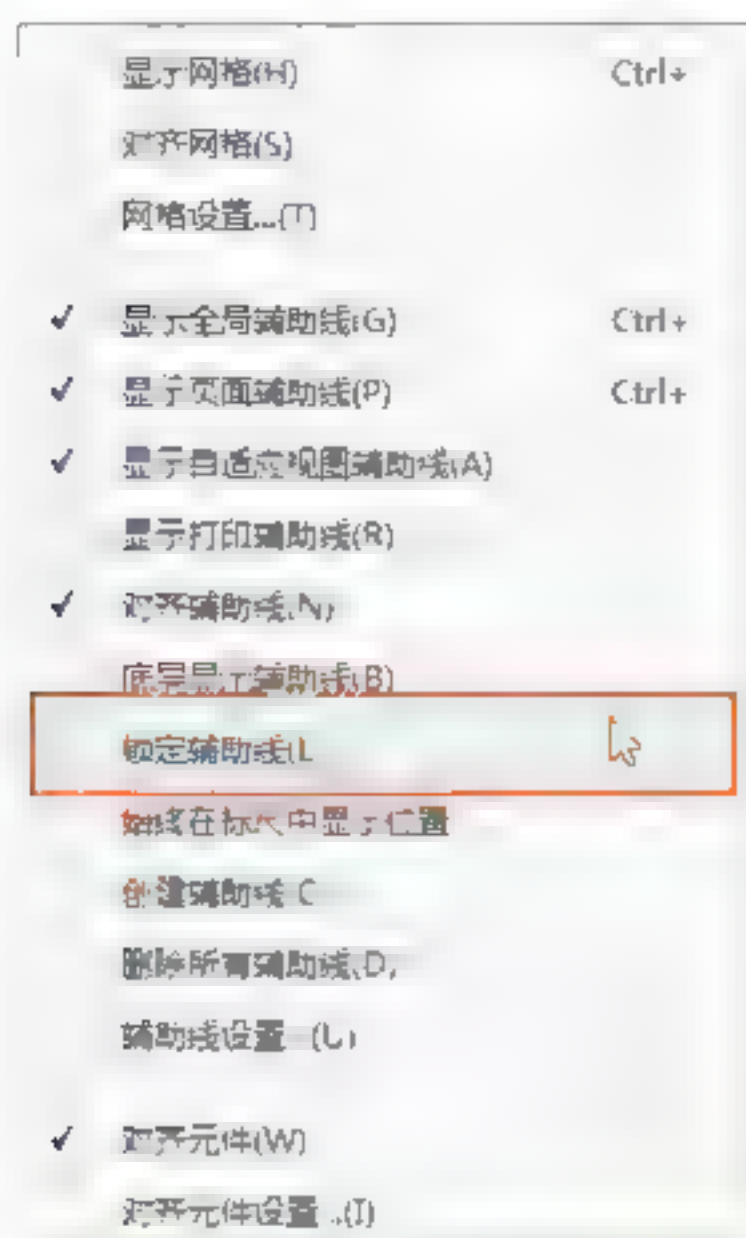 显示网格(H) Ctrl+
对齐网格(S)
网格设置...(T)
✓ 显示全局辅助线(G) Ctrl+
✓ 显示页面辅助线(P) Ctrl+
✓ 显示自适应视图辅助线(A)
显示打印辅助线(R)
✓ 对齐辅助线(N)
底层显示辅助线(B)
锁定辅助线(L
始终在标尺中显示位置
创建辅助线 C
删除所有辅助线(D)
辅助线设置...(U)
✓ 对齐元件(W)
对齐元件设置...(I)